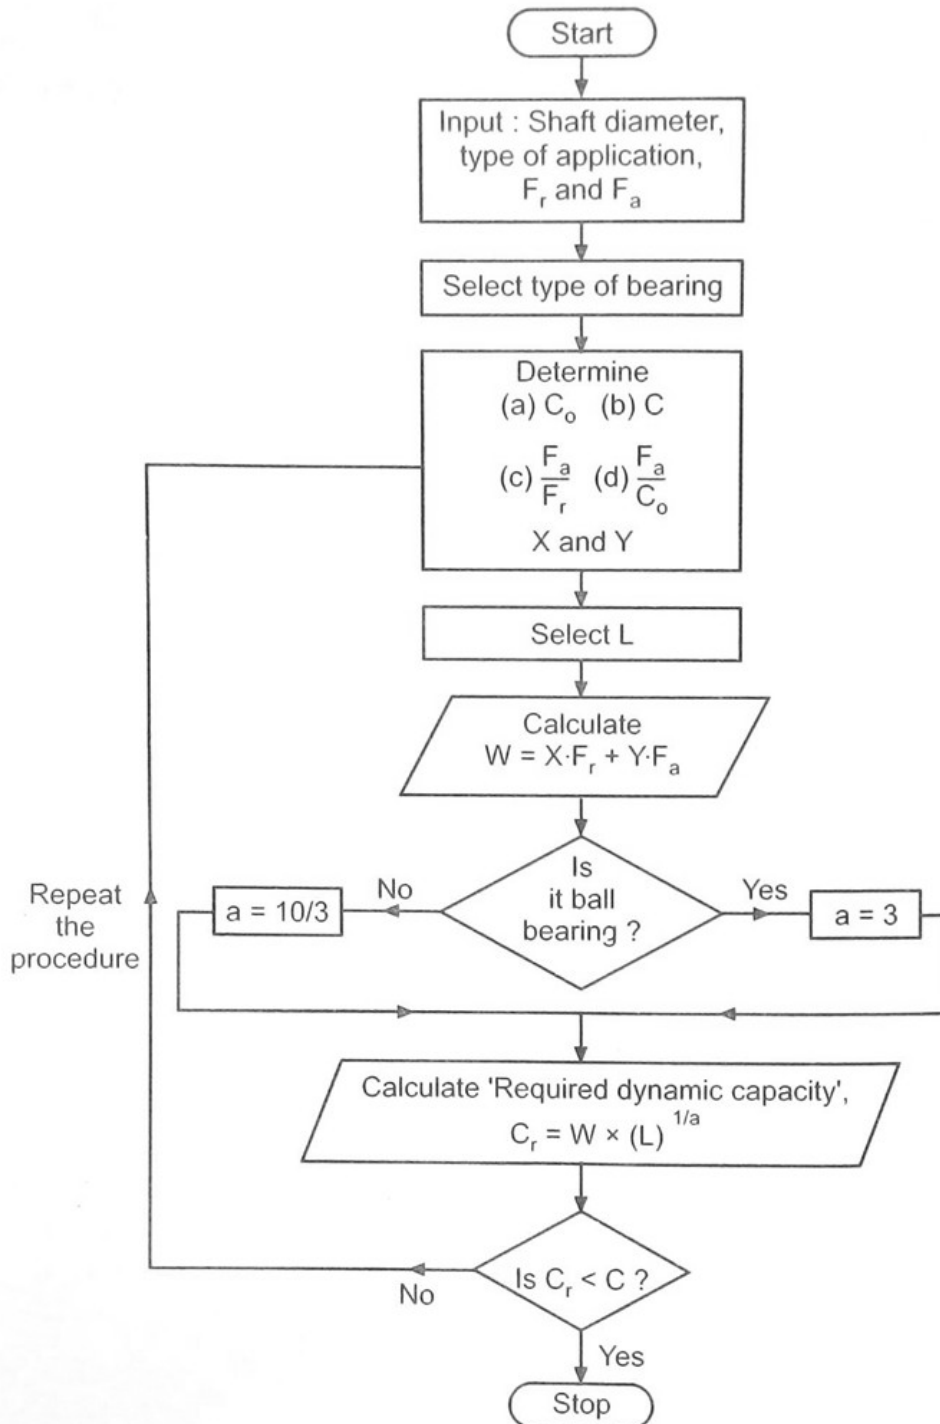 Start
Input : Shaft diameter,
type of application,
Fr and Fa
Select type of bearing
Determine
(a) Co (b) C
(c) Fa/Fr (d) Fa/Co
X and Y
Select L
Calculate
W = X·Fr + Y·Fa
Is
it ball
bearing ?
No
a = 10/3
Yes
a = 3
Repeat
the
procedure
Calculate 'Required dynamic capacity',
Cr = W × (L) 1/a
Is Cr < C ?
No
Yes
Stop